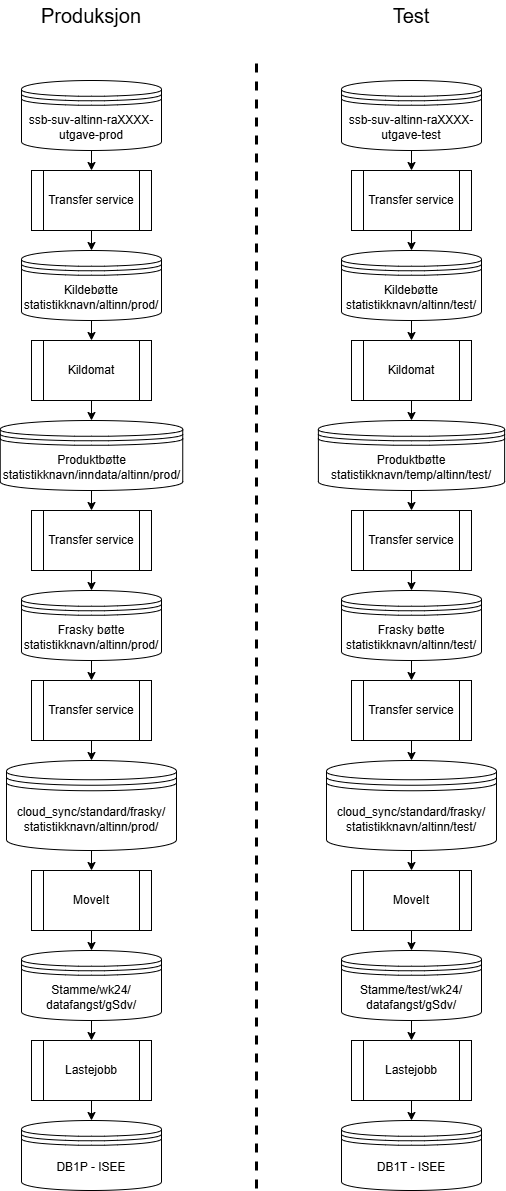 Produksjon
ssb-suv-altinn-raXXXX-
utgave-prod
Transfer service
Kildebøtte
statistikknavn/altinn/prod/
Kildomat
Produktbøtte
statistikknavn/inndata/altinn/prod/
Transfer service
Frasky bøtte
statistikknavn/altinn/prod/
Transfer service
cloud_sync/standard/frasky/
statistikknavn/altinn/prod/
MoveIt
Stamme/wk24/
datafangst/gSdv/
Lastejobb
DB1P - ISEE
Test
ssb-suv-altinn-raXXXX-
utgave-test
Transfer service
Kildebøtte
statistikknavn/altinn/test/
Kildomat
Produktbøtte
statistikknavn/temp/altinn/test/
Transfer service
Frasky bøtte
statistikknavn/altinn/test/
Transfer service
cloud_sync/standard/frasky/
statistikknavn/altinn/test/
MoveIt
Stamme/test/wk24/
datafangst/gSdv/
Lastejobb
DB1T - ISEE